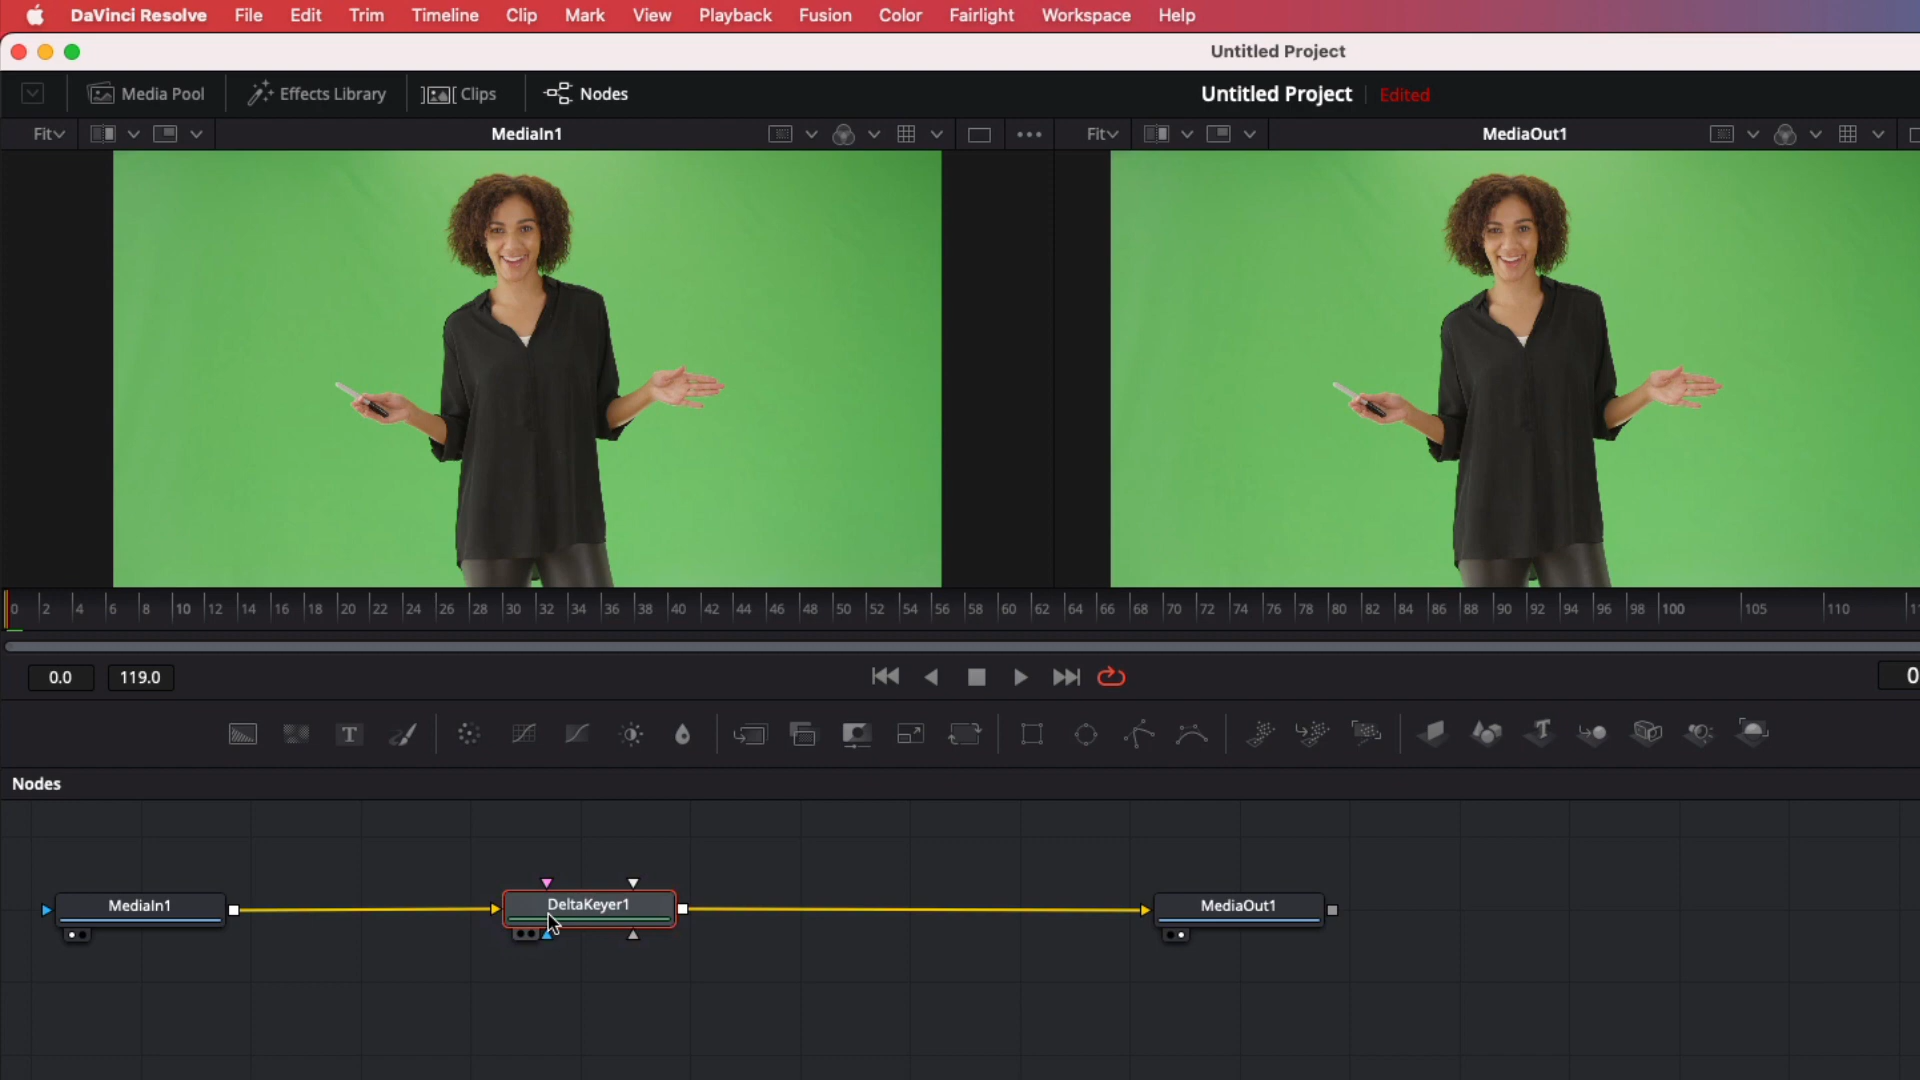 DaVinci Resolve File Edit Trim Timeline Clip Mark View Playback Fusion Color Fairlight Workspace Help
Untitled Project
Media Pool Effects Library Clips Nodes Untitled Project Edited
Fit MediaIn1 Fit MediaOut1
0 2 4 6 8 10 12 14 16 18 20 22 24 26 28 30 32 34 36 38 40 42 44 46 48 50 52 54 56 58 60 62 64 66 68 70 72 74 76 78 80 82 84 86 88 90 92 94 96 98 100 105 110
0.0 119.0
T T
Nodes
MediaIn1 DeltaKeyer1 MediaOut1